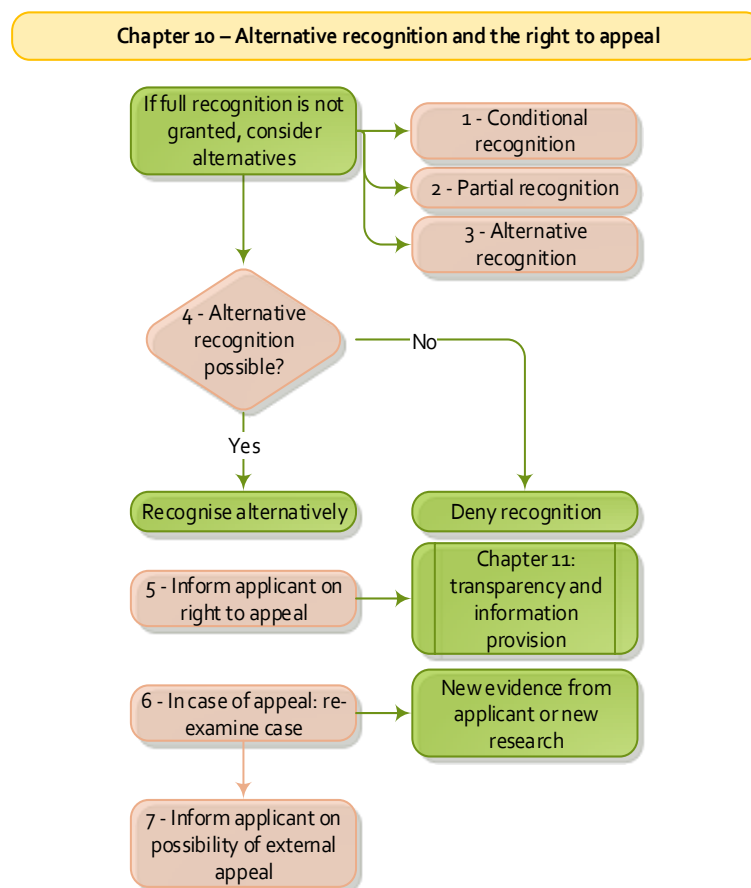 Chapter 10 – Alternative recognition and the right to appeal
If full recognition is not
granted, consider
alternatives
1 - Conditional
recognition
2 - Partial recognition
3 - Alternative
recognition
4 - Alternative
recognition
possible?
No
Yes
Recognise alternatively
Deny recognition
5 - Inform applicant on
right to appeal
Chapter 11:
transparency and
information
provision
6 - In case of appeal: re-
examine case
New evidence from
applicant or new
research
7 - Inform applicant on
possibility of external
appeal